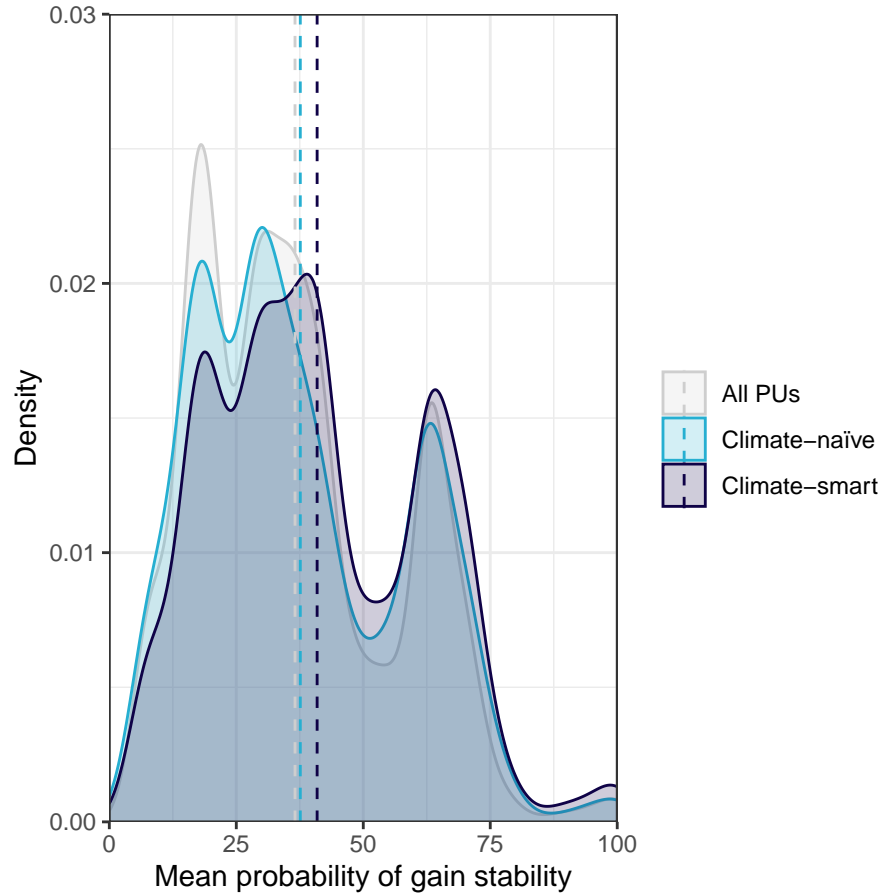 0.03
0.02
0.01
0.00
Density
0
25
50
75
100
Mean probability of gain stability
All PUs
Climate−naïve
Climate−smart